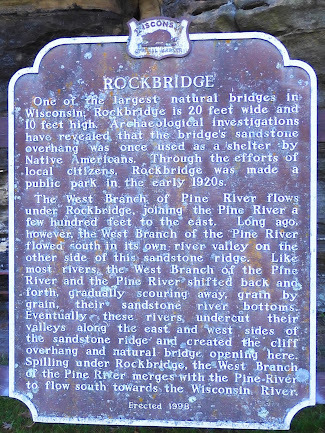 WISCONS
ROCKBRIDGE
One of the largest natural bridges in
Wisconsin, Rockbridge is 20 feet wide and
10 feet high. Archaeological investigations
have revealed that the bridge's sandstone
overhang was once used as a shelter by
Native Americans. Through the efforts of
local citizens, Rockbridge was made a
public park in the early 1920s.
The West Branch of Pine River flows
under Rockbridge, joining the Pine River a
few hundred feet to the east. Long ago,
however, the West Branch of the Pine River
flowed south in its own river valley on the
other side of this sandstone ridge. Like
most rivers, the West Branch of the Pine
River and the Pine River shifted back and
forth, gradually scouring away, grain by
grain their sandstone river bottoms.
Eventually these rivers undercut their
valleys along the east and west sides of
the sandstone ridge and created the cliff
overhang and natural bridge opening here.
Spilling under Rockbridge, the West Branch
of the Pine River merges with the Pine River
to flow south towards the Wisconsin River.
Erected 1998